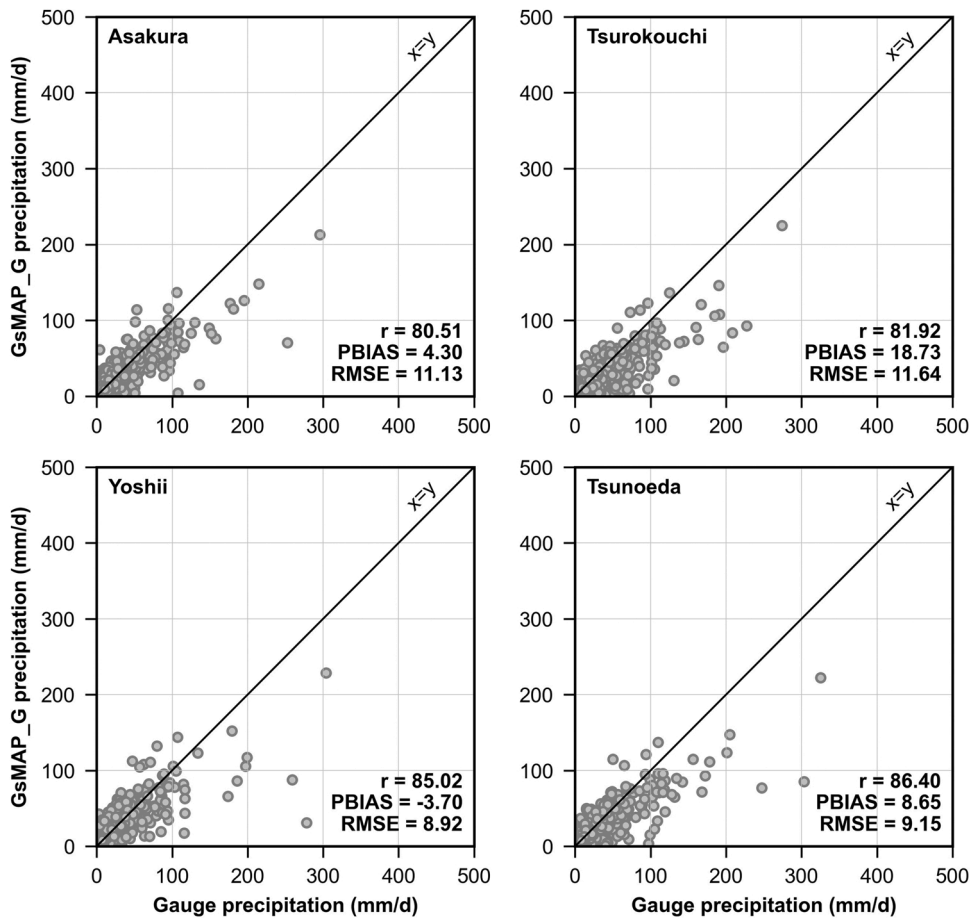 500
400
300
200
100
0
GsMAP_G precipitation (mm/d)
Asakura
x=y
r = 80.51
PBIAS = 4.30
RMSE = 11.13
0 100 200 300 400 500
500
400
300
200
100
0
Tsurokouchi
x=y
r = 81.92
PBIAS = 18.73
RMSE = 11.64
0 100 200 300 400 500
500
400
300
200
100
0
GsMAP_G precipitation (mm/d)
Yoshii
x=y
r = 85.02
PBIAS = -3.70
RMSE = 8.92
0 100 200 300 400 500
Gauge precipitation (mm/d)
500
400
300
200
100
0
Tsunoeda
x=y
r = 86.40
PBIAS = 8.65
RMSE = 9.15
0 100 200 300 400 500
Gauge precipitation (mm/d)